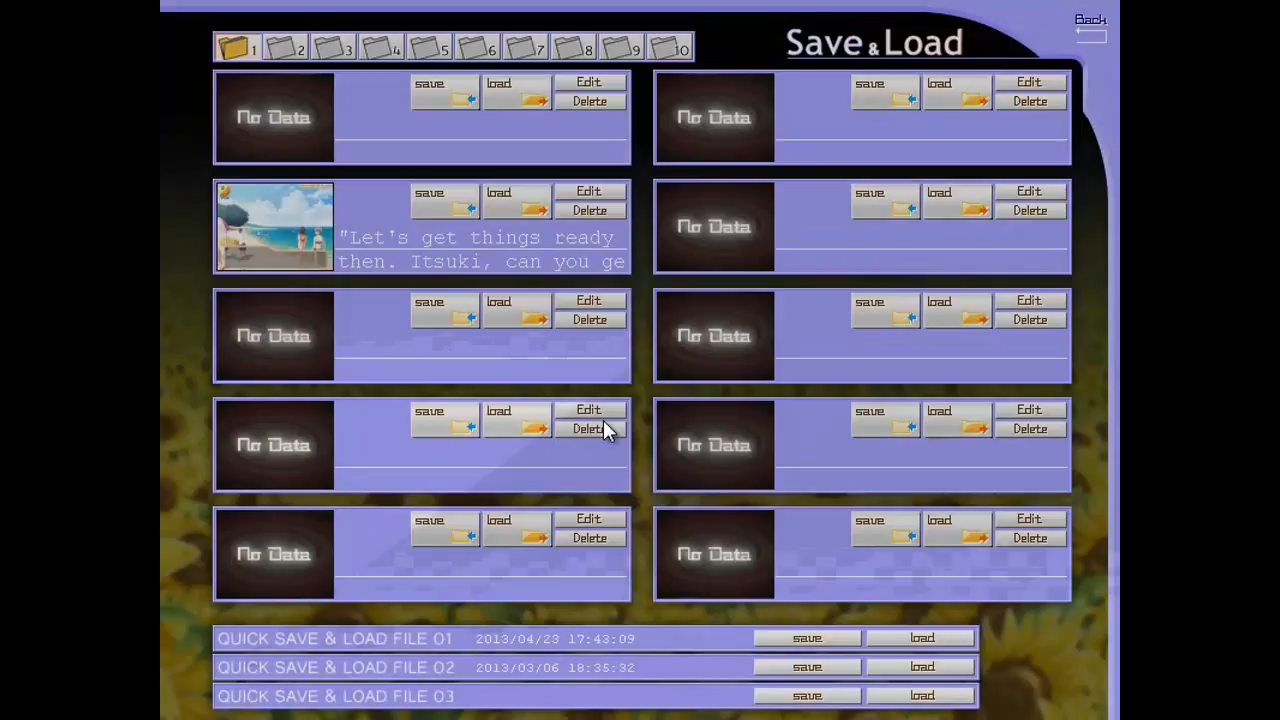 Back
1 2 3 4 5 6 7 8 9 10
Save & Load
No Data save load Edit Delete
No Data save load Edit Delete
save load Edit Delete
"Let's get things ready
then. Itsuki, can you ge
No Data save load Edit Delete
No Data save load Edit Delete
No Data save load Edit Delete
No Data save load Edit Delete
No Data save load Edit Delete
No Data save load Edit Delete
No Data save load Edit Delete
QUICK SAVE & LOAD FILE 01 2013/04/23 17:43:09 save load
QUICK SAVE & LOAD FILE 02 2013/03/06 18:35:32 save load
QUICK SAVE & LOAD FILE 03 save load